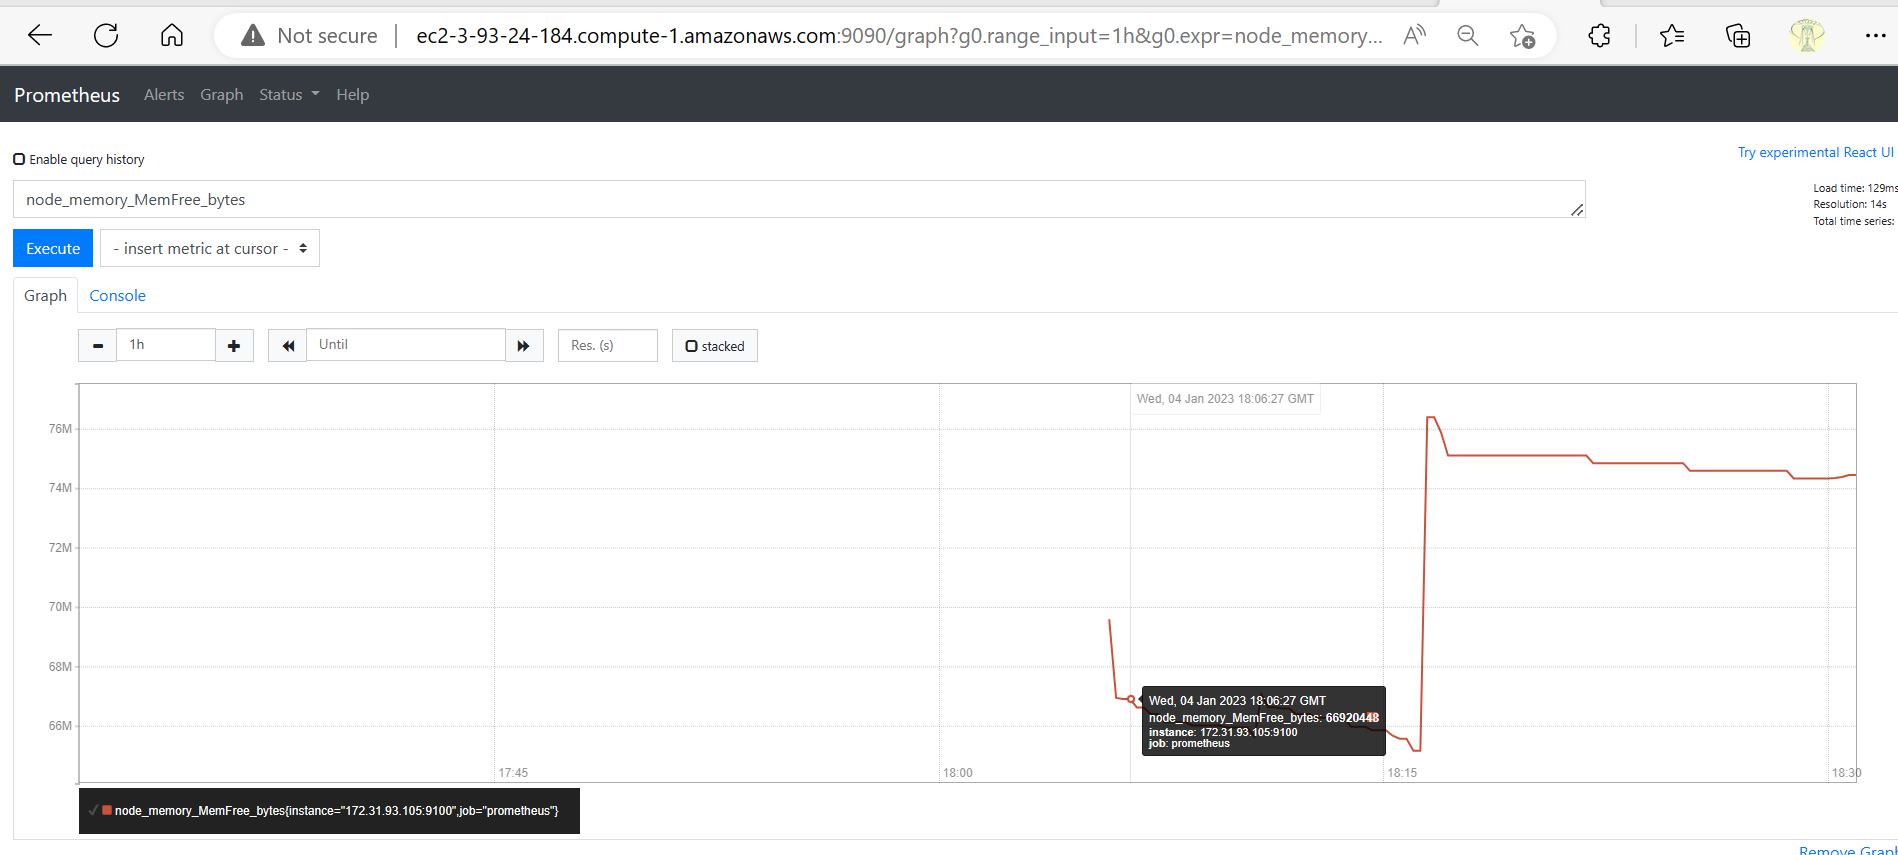 Not secure | ec2-3-93-24-184.compute-1.amazonaws.com:9090/graph?g0.range_input=1h&g0.expr=node_memory...
Prometheus Alerts Graph Status Help
Enable query history
Try experimental React UI
node_memory_MemFree_bytes
Load time: 129ms
Resolution: 14s
Total time series:
Execute
- insert metric at cursor -
Graph Console
1h
Until
Res. (s)
stacked
Wed, 04 Jan 2023 18:06:27 GMT
76M
74M
72M
70M
68M
66M
Wed, 04 Jan 2023 18:06:27 GMT
node_memory_MemFree_bytes: 66920448
instance: 172.31.93.105:9100
job: prometheus
17:45
18:00
18:15
18:30
node_memory_MemFree_bytes{instance="172.31.93.105:9100",job="prometheus"}
Remove Graph